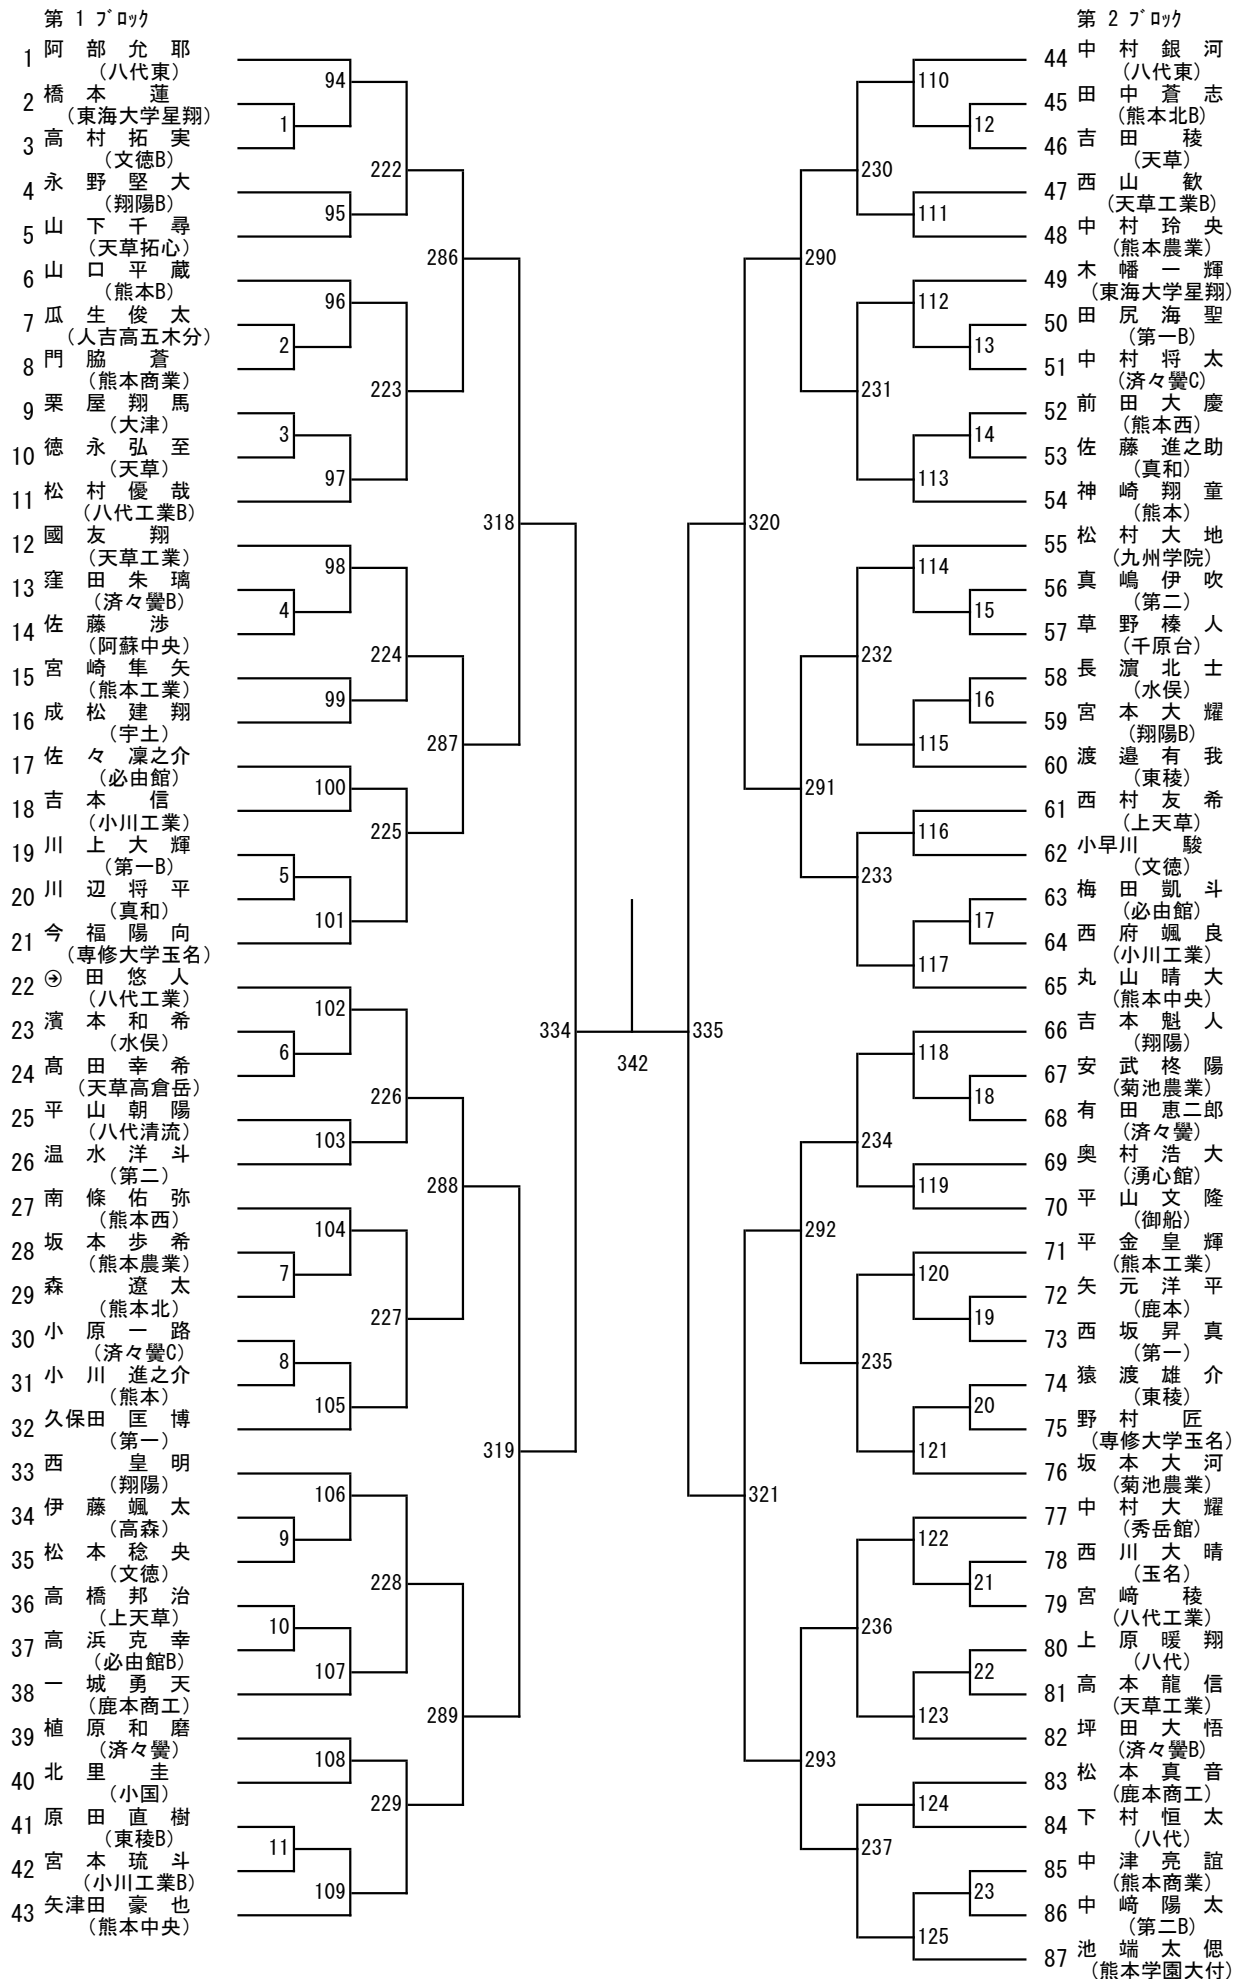 第 1 ブロック
1 阿 部 允 耶
(八代東)
2 橋 本 蓮
(東海大学星翔)
3 高 村 拓 実
(文徳B)
4 永 野 堅 大
(翔陽B)
5 山 下 千 尋
(天草拓心)
6 山 口 平 蔵
(熊本B)
7 瓜 生 俊 太
(人吉高五木分)
8 門 脇 蒼
(熊本商業)
9 栗 屋 翔 馬
(大津)
10 徳 永 弘 至
(天草)
11 松 村 優 哉
(八代工業B)
12 國 友 翔
(天草工業)
13 窪 田 朱 璃
(済々黌B)
14 佐 藤 渉
(阿蘇中央)
15 宮 崎 隼 矢
(熊本工業)
16 成 松 建 翔
(宇土)
17 佐 々 凜之介
(必由館)
18 吉 本 信
(小川工業)
19 川 上 大 輝
(第一B)
20 川 辺 将 平
(真和)
21 今 福 陽 向
(専修大学玉名)
22 田 悠 人
(八代工業)
23 濱 本 和 希
(水俣)
24 髙 田 幸 希
(天草高倉岳)
25 平 山 朝 陽
(八代清流)
26 温 水 洋 斗
(第二)
27 南 條 佑 弥
(熊本西)
28 坂 本 歩 希
(熊本農業)
29 森 遼 太
(熊本北)
30 小 原 一 路
(済々黌C)
31 小 川 進之介
(熊本)
32 久保田 匡 博
(第一)
33 西 皇 明
(翔陽)
34 伊 藤 颯 太
(高森)
35 松 本 稔 央
(文徳)
36 高 橋 邦 治
(上天草)
37 高 浜 克 幸
(必由館B)
38 一 城 勇 天
(鹿本商工)
39 植 原 和 磨
(済々黌)
40 北 里 圭
(小国)
41 原 田 直 樹
(東稜B)
42 宮 本 琉 斗
(小川工業B)
43 矢津田 豪 也
(熊本中央)
1
2
3
4
5
6
7
8
9
10
11
94
95
96
97
98
99
100
101
102
103
104
105
106
107
108
109
222
223
224
225
226
227
228
229
286
287
288
289
318
319
334
342
335
320
321
290
291
292
293
230
231
232
233
234
235
236
237
110
111
112
113
114
115
116
117
118
119
120
121
122
123
124
125
12
13
14
15
16
17
18
19
20
21
22
23
第 2 ブロック
44 中 村 銀 河
(八代東)
45 田 中 蒼 志
(熊本北B)
46 吉 田 稜
(天草)
47 西 山 歓
(天草工業B)
48 中 村 玲 央
(熊本農業)
49 木 幡 一 輝
(東海大学星翔)
50 田 尻 海 聖
(第一B)
51 中 村 将 太
(済々黌C)
52 前 田 大 慶
(熊本西)
53 佐 藤 進之助
(真和)
54 神 崎 翔 童
(熊本)
55 松 村 大 地
(九州学院)
56 真 嶋 伊 吹
(第二)
57 草 野 榛 人
(千原台)
58 長 濵 北 士
(水俣)
59 宮 本 大 耀
(翔陽B)
60 渡 邉 有 我
(東稜)
61 西 村 友 希
(上天草)
62 小早川 駿
(文徳)
63 梅 田 凱 斗
(必由館)
64 西 府 颯 良
(小川工業)
65 丸 山 晴 大
(熊本中央)
66 吉 本 魁 人
(翔陽)
67 安 武 柊 陽
(菊池農業)
68 有 田 恵二郎
(済々黌)
69 奥 村 浩 大
(湧心館)
70 平 山 文 隆
(御船)
71 平 金 皇 輝
(熊本工業)
72 矢 元 洋 平
(鹿本)
73 西 坂 昇 真
(第一)
74 猿 渡 雄 介
(東稜)
75 野 村 匠
(専修大学玉名)
76 坂 本 大 河
(菊池農業)
77 中 村 大 耀
(秀岳館)
78 西 川 大 晴
(玉名)
79 宮 﨑 稜
(八代工業)
80 上 原 暖 翔
(八代)
81 高 本 龍 信
(天草工業)
82 坪 田 大 悟
(済々黌B)
83 松 本 真 音
(鹿本商工)
84 下 村 恒 太
(八代)
85 中 津 亮 誼
(熊本商業)
86 中 﨑 陽 太
(第二B)
87 池 端 太 偲
(熊本学園大付)